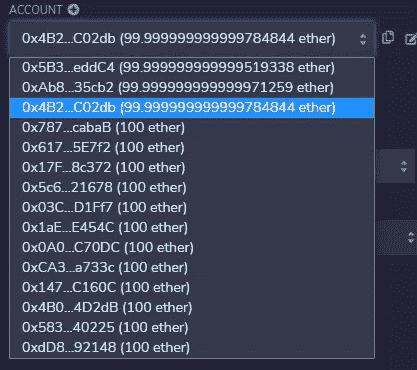 ACCOUNT
0x4B2...C02db (99.999999999999784844 ether)
0x5B3...eddC4 (99.999999999999519338 ether)
0xAb8...35cb2 (99.999999999999971259 ether)
0x4B2...C02db (99.999999999999784844 ether)
0x787...cabaB (100 ether)
0x617...5E7f2 (100 ether)
0x17F...8c372 (100 ether)
0x5c6...21678 (100 ether)
0x03C...D1Ff7 (100 ether)
0x1aE...E454C (100 ether)
0x0A0...C70DC (100 ether)
0xCA3...a733c (100 ether)
0x147...C160C (100 ether)
0x4B0...4D2dB (100 ether)
0x583...40225 (100 ether)
0xdD8...92148 (100 ether)